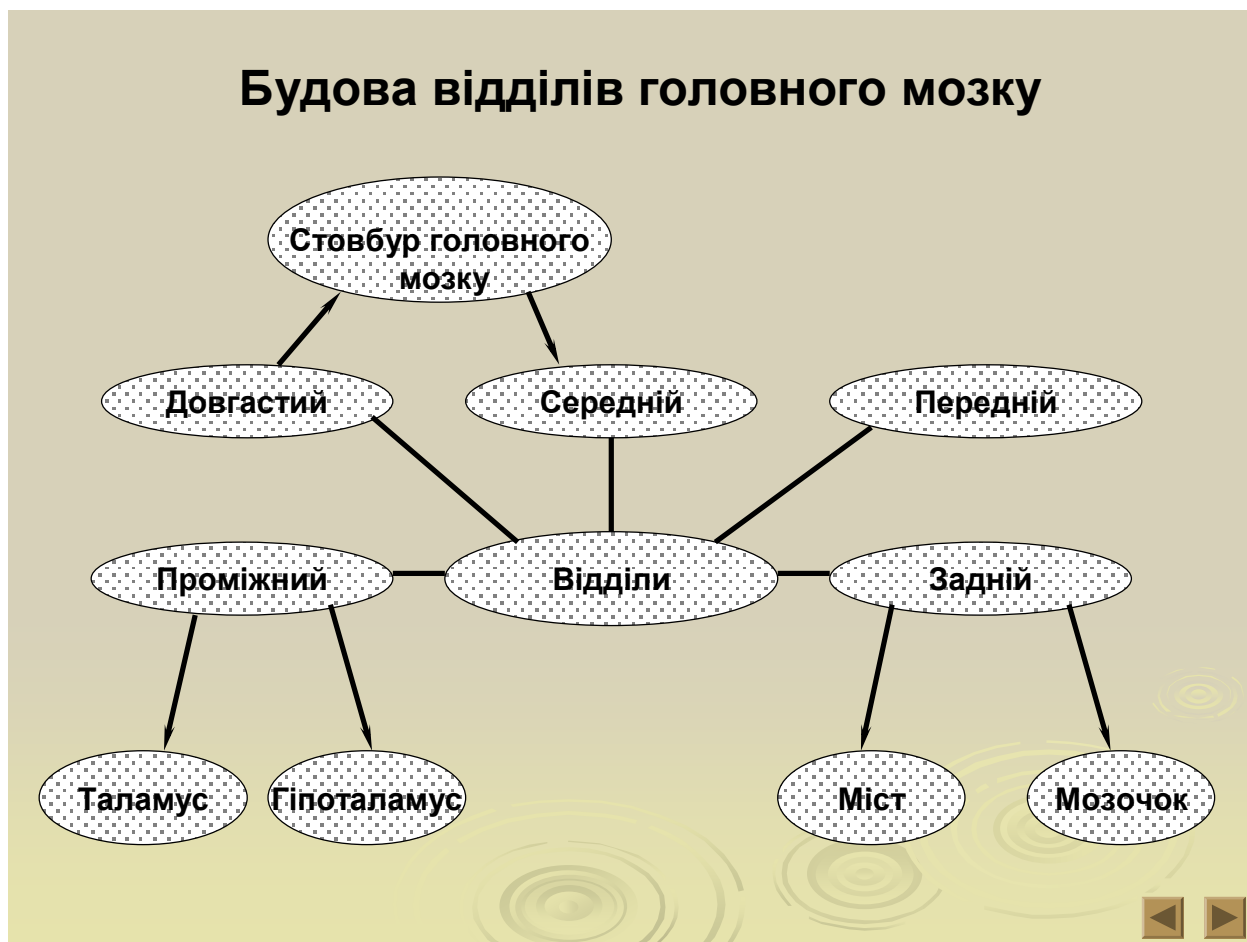 Будова відділів головного мозку
Стовбур головного
мозку
Довгастий
Середній
Передній
Проміжний
Відділи
Задній
Таламус
Гіпоталамус
Міст
Мозочок